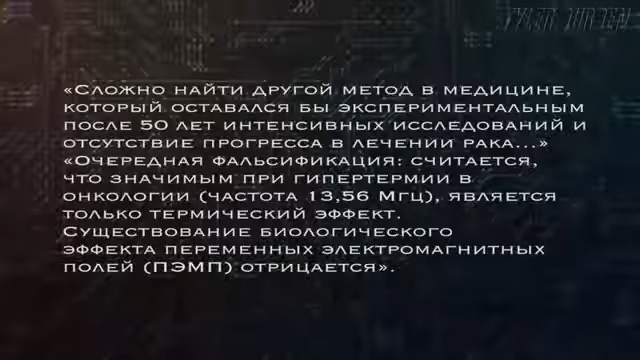 «Сложно найти другой метод в медицине,
который оставался бы экспериментальным
после 50 лет интенсивных исследований и
отсутствие прогресса в лечении рака...»
«Очередная фальсификация: считается,
что значимым при гипертермии в
онкологии (частота 13,56 Мгц), является
только термический эффект.
Существование биологического
эффекта переменных электромагнитных
полей (ПЭМП) отрицается».